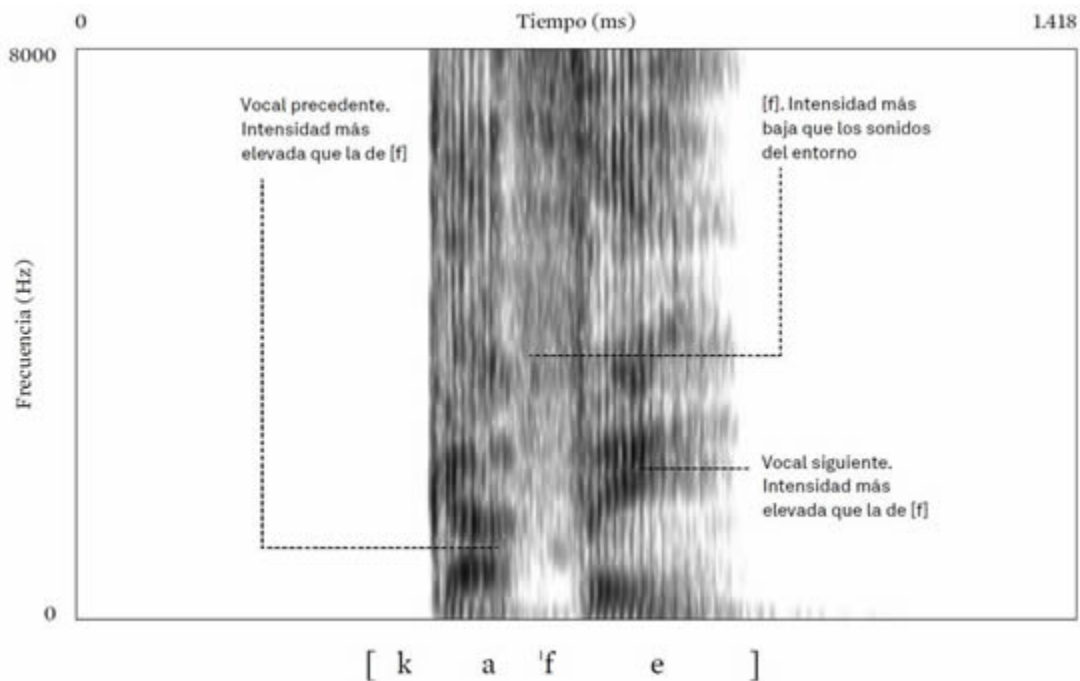 0 Tiempo (ms) 1.418
8000
Vocal precedente.
Intensidad más
elevada que la de [f]
[f]. Intensidad más
baja que los sonidos
del entorno
Frecuencia (Hz)
Vocal siguiente.
Intensidad más
elevada que la de [f]
0
[ k a ˈf e ]